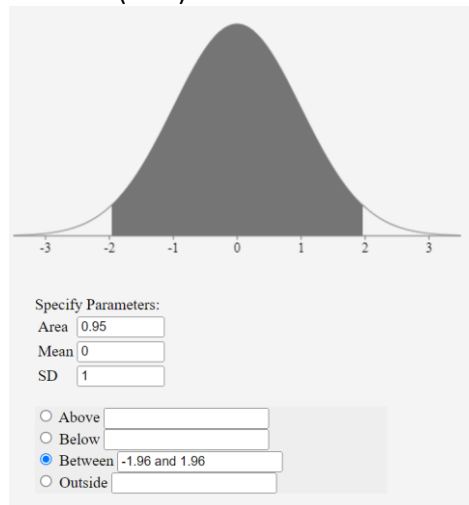 -3 -2 -1 0 1 2 3
Specify Parameters:
Area 0.95
Mean 0
SD 1
Above
Below
Between -1.96 and 1.96
Outside